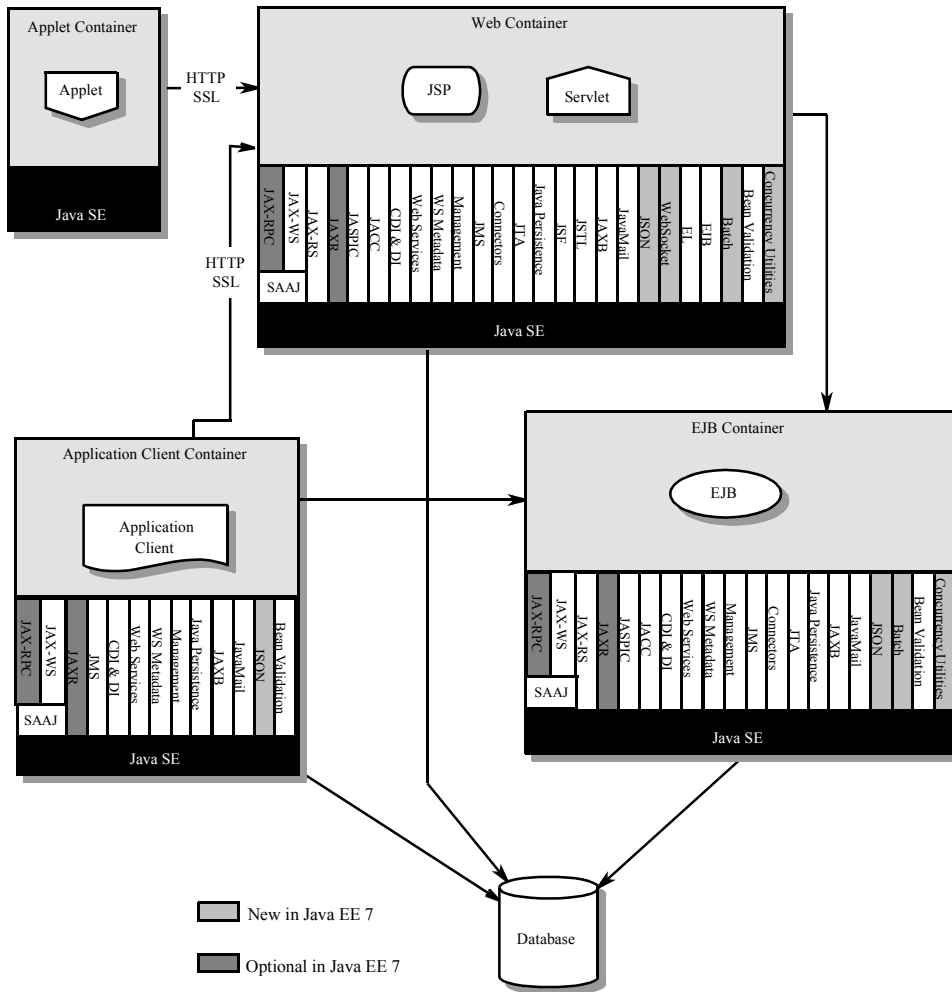 Applet Container
Applet
Java SE
HTTP
SSL
Web Container
JSP
Servlet
JAX-RPC
JAX-WS
SAAJ
JAX-RS
JAXR
JASPIC
JACC
CDI & DI
Web Services
WS Metadata
Management
JMS
Connectors
JTA
Java Persistence
JSF
JSTL
JAXB
JavaMail
JSON
WebSocket
EL
EJB
Batch
Bean Validation
Concurrency Utilities
Java SE
HTTP
SSL
Application Client Container
Application
Client
JAX-RPC
JAX-WS
SAAJ
JAXR
JMS
CDI & DI
Web Services
WS Metadata
Management
Java Persistence
JAXB
JavaMail
JSON
Bean Validation
Java SE
EJB Container
EJB
JAX-RPC
JAX-WS
SAAJ
JAX-RS
JAXR
JASPIC
JACC
CDI & DI
Web Services
WS Metadata
Management
JMS
Connectors
JTA
Java Persistence
JAXB
JavaMail
JSON
Batch
Bean Validation
Concurrency Utilities
Java SE
Database
New in Java EE 7
Optional in Java EE 7